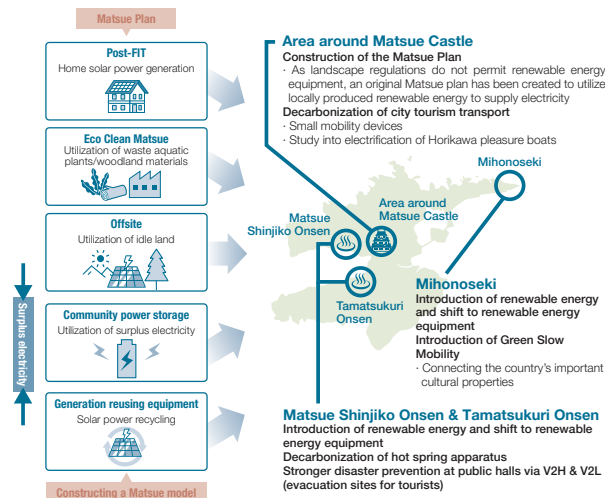 Matsue Plan
Post-FIT
Home solar power generation
Eco Clean Matsue
Utilization of waste aquatic
plants/woodland materials
Offsite
Utilization of idle land
Surplus electricity
Community power storage
Utilization of surplus electricity
Generation reusing equipment
Solar power recycling
Constructing a Matsue model
Area around Matsue Castle
Construction of the Matsue Plan
· As landscape regulations do not permit renewable energy
equipment, an original Matsue plan has been created to utilize
locally produced renewable energy to supply electricity
Decarbonization of city tourism transport
· Small mobility devices
· Study into electrification of Horikawa pleasure boats
Mihonoseki
Matsue
Shinjiko Onsen
Area around
Matsue Castle
Tamatsukuri
Onsen
Mihonoseki
Introduction of renewable energy
and shift to renewable energy
equipment
Introduction of Green Slow
Mobility
· Connecting the country's important
cultural properties
Matsue Shinjiko Onsen & Tamatsukuri Onsen
Introduction of renewable energy and shift to renewable
energy equipment
Decarbonization of hot spring apparatus
Stronger disaster prevention at public halls via V2H & V2L
(evacuation sites for tourists)